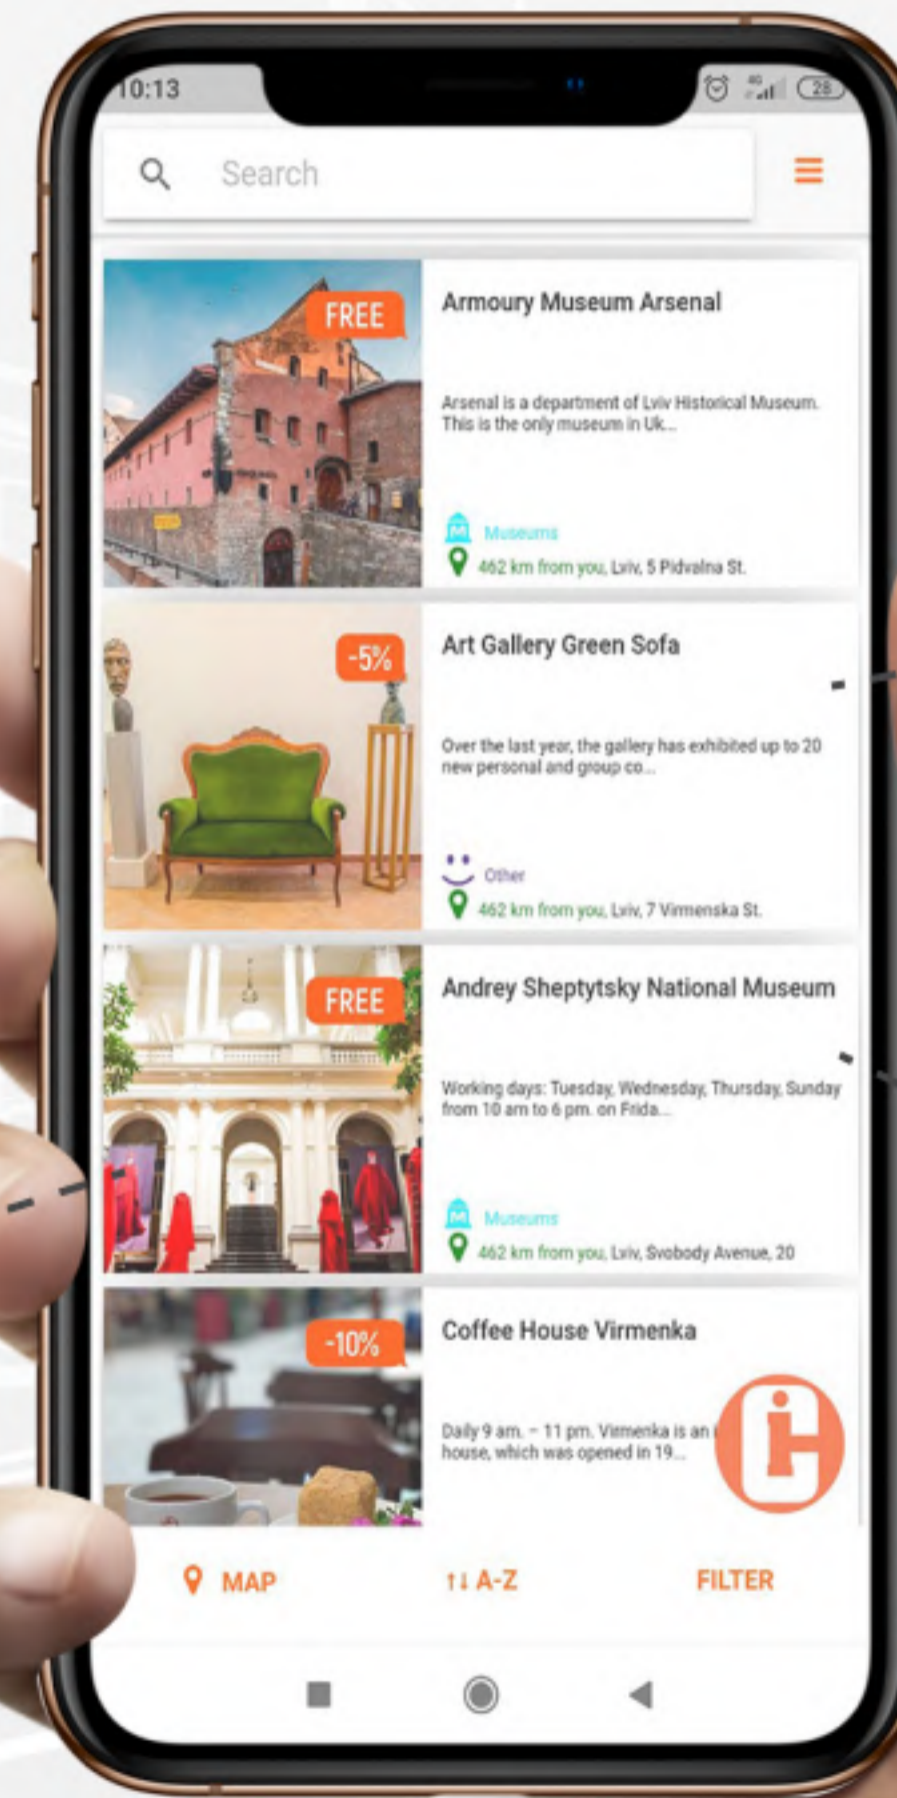 10:13
4G
28
Search
FREE
Armoury Museum Arsenal
Arsenal is a department of Lviv Historical Museum.
This is the only museum in Uk...
Museums
462 km from you, Lviv, 5 Pidvalna St.
-5%
Art Gallery Green Sofa
Over the last year, the gallery has exhibited up to 20
new personal and group co...
Other
462 km from you, Lviv, 7 Virmenska St.
FREE
Andrey Sheptytsky National Museum
Working days: Tuesday, Wednesday, Thursday, Sunday
from 10 am to 6 pm. on Frida...
Museums
462 km from you, Lviv, Svobody Avenue, 20
-10%
Coffee House Virmenka
Daily 9 am. – 11 pm. Virmenka is an
house, which was opened in 19...
MAP
↑↓ A-Z
FILTER